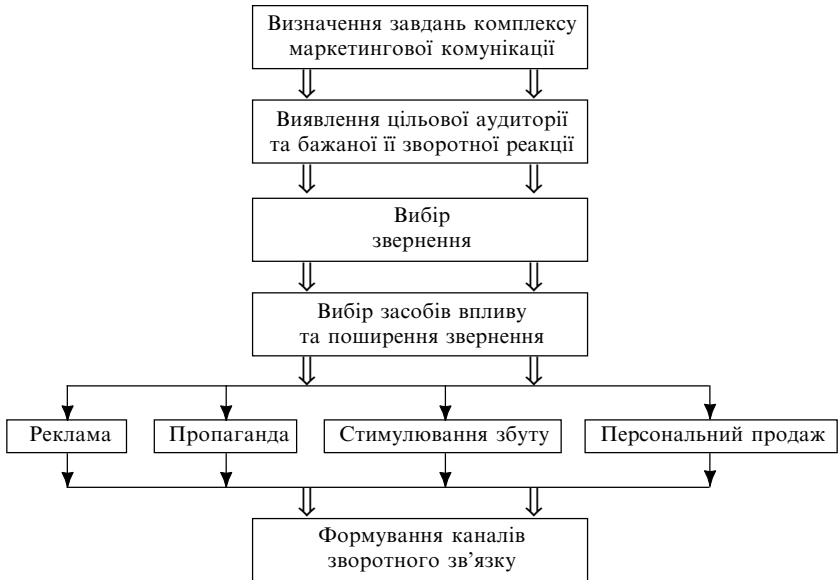 Визначення завдань комплексу
маркетингової комунікації
Виявлення цільової аудиторії
та бажаної її зворотної реакції
Вибір
звернення
Вибір засобів впливу
та поширення звернення
Реклама
Пропаганда
Стимулювання збуту
Персональний продаж
Формування каналів
зворотного зв'язку